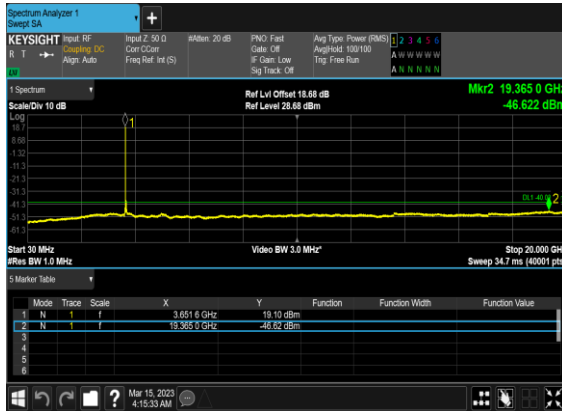 Spectrum Analyzer 1
Swept SA
+
KEYSIGHT
R T
Input: RF
Coupling: DC
Align: Auto
Input Z: 50 Ω
Corr CCorr
Freq Ref: Int (S)
#Atten: 20 dB
PNO: Fast
Gate: Off
IF Gain: Low
Sig Track: Off
Avg Type: Power (RMS)
Avg|Hold: 100/100
Trig: Free Run
1 2 3 4 5 6
A W W W W W
A N N N N N
1 Spectrum
Scale/Div 10 dB
Ref Lvl Offset 18.68 dB
Ref Level 28.68 dBm
Mkr2 19.365 0 GHz
-46.622 dBm
Log
18.7
8.68
-1.32
-11.3
-21.3
-31.3
-41.3
-51.3
-61.3
1
2
Start 30 MHz
#Res BW 1.0 MHz
Video BW 3.0 MHz*
Stop 20.000 GHz
Sweep 34.7 ms (40001 pts)
5 Marker Table
Mode Trace Scale X Y Function Function Width Function Value
1 N 1 f 3.651 6 GHz 19.10 dBm
2 N 1 f 19.365 0 GHz -46.62 dBm
3
4
5
6
?
Mar 15, 2023
4:15:33 AM